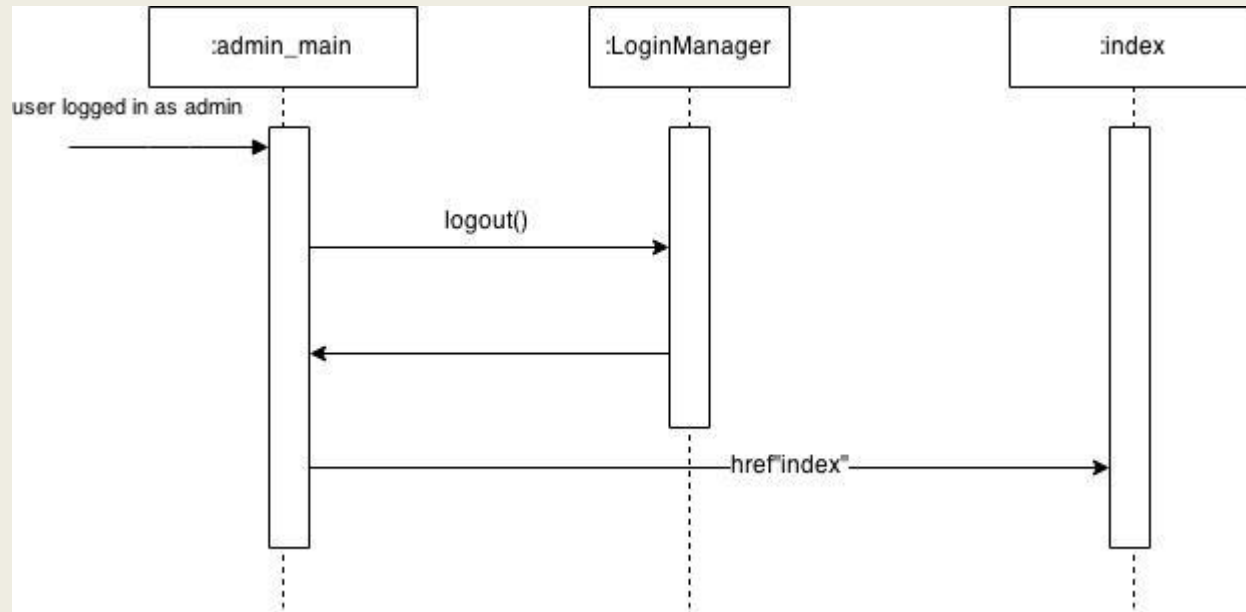 :admin_main
:LoginManager
:index
user logged in as admin
logout()
href"index"